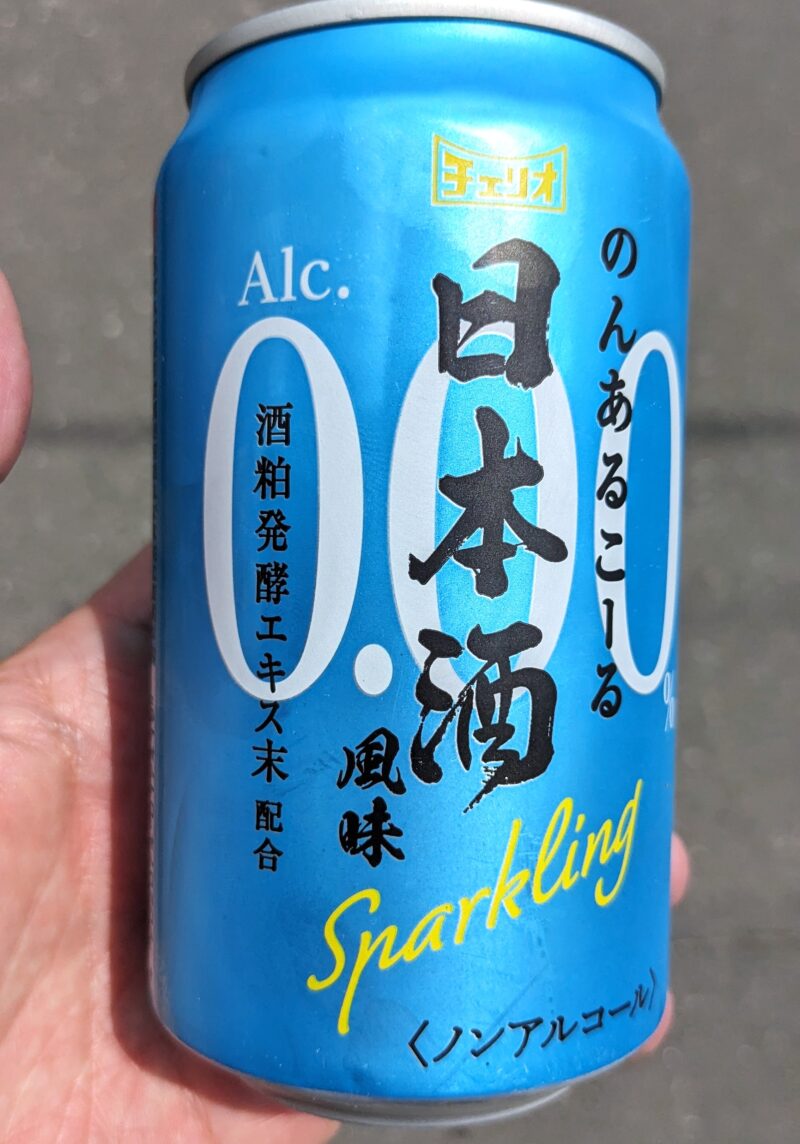 チェリオ
のんあるこーる
日本酒
風味
Alc.
0.00%
酒粕発酵エキス末 配合
Sparkling
〈ノンアルコール〉